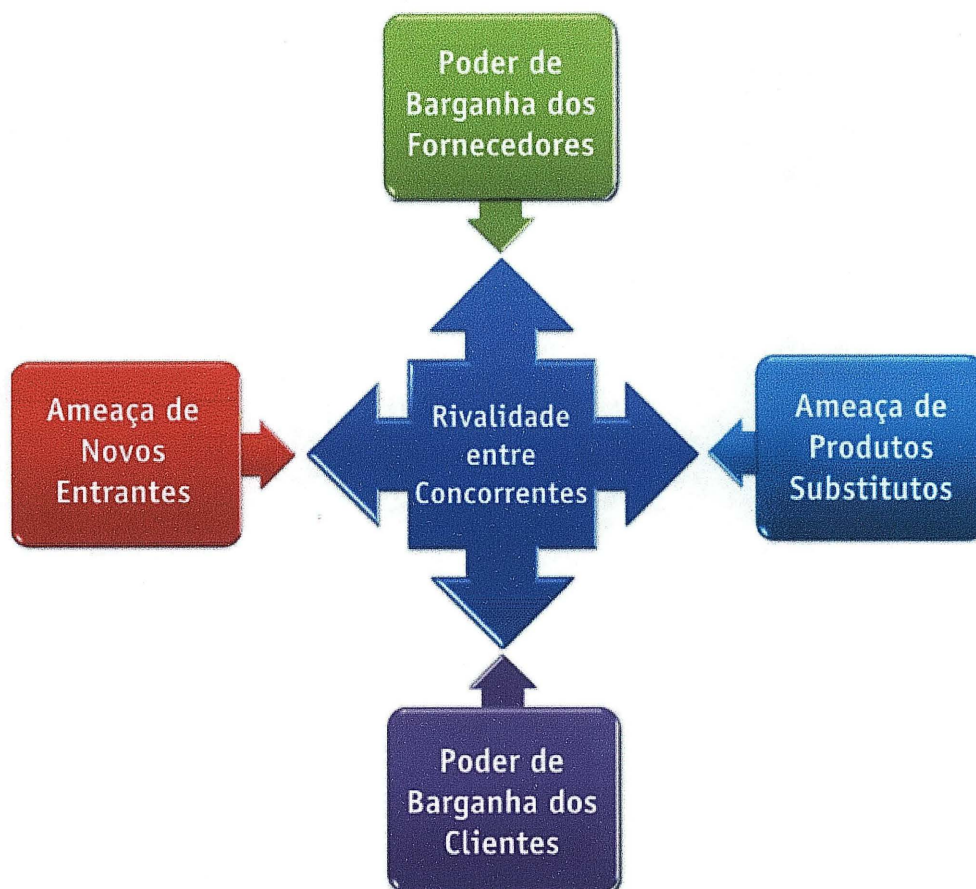 Poder de
Barganha dos
Fornecedores
Ameaça de
Novos
Entrantes
Rivalidade
entre
Concorrentes
Ameaça de
Produtos
Substitutos
Poder de
Barganha dos
Clientes